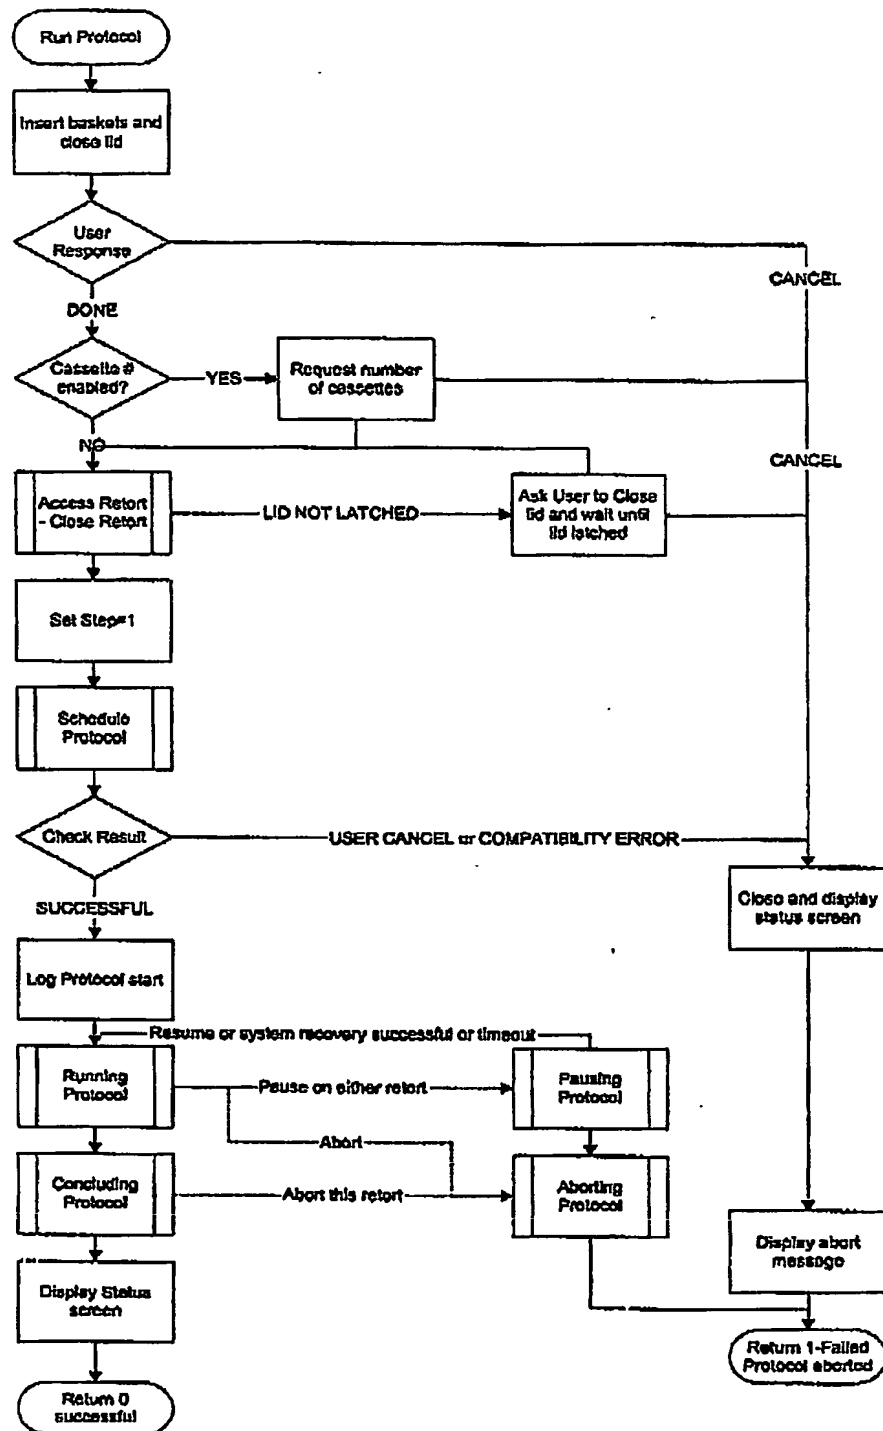 Run Protocol
Insert baskets and
close lid
User
Response
CANCEL
DONE
Cassette #
enabled?
YES
Request number
of cassettes
NO
CANCEL
Access Retort
- Close Retort
LID NOT LATCHED
Ask User to Close
lid and wait until
lid latched
Set Step=1
Schedule
Protocol
Check Result
USER CANCEL or COMPATIBILITY ERROR
Close and display
status screen
SUCCESSFUL
Log Protocol start
Resume or system recovery successful or timeout
Running
Protocol
Pause on either retort
Pausing
Protocol
Abort
Concluding
Protocol
Abort this retort
Aborting
Protocol
Display abort
message
Display Status
screen
Return 1-Failed
Protocol aborted
Return 0
successful